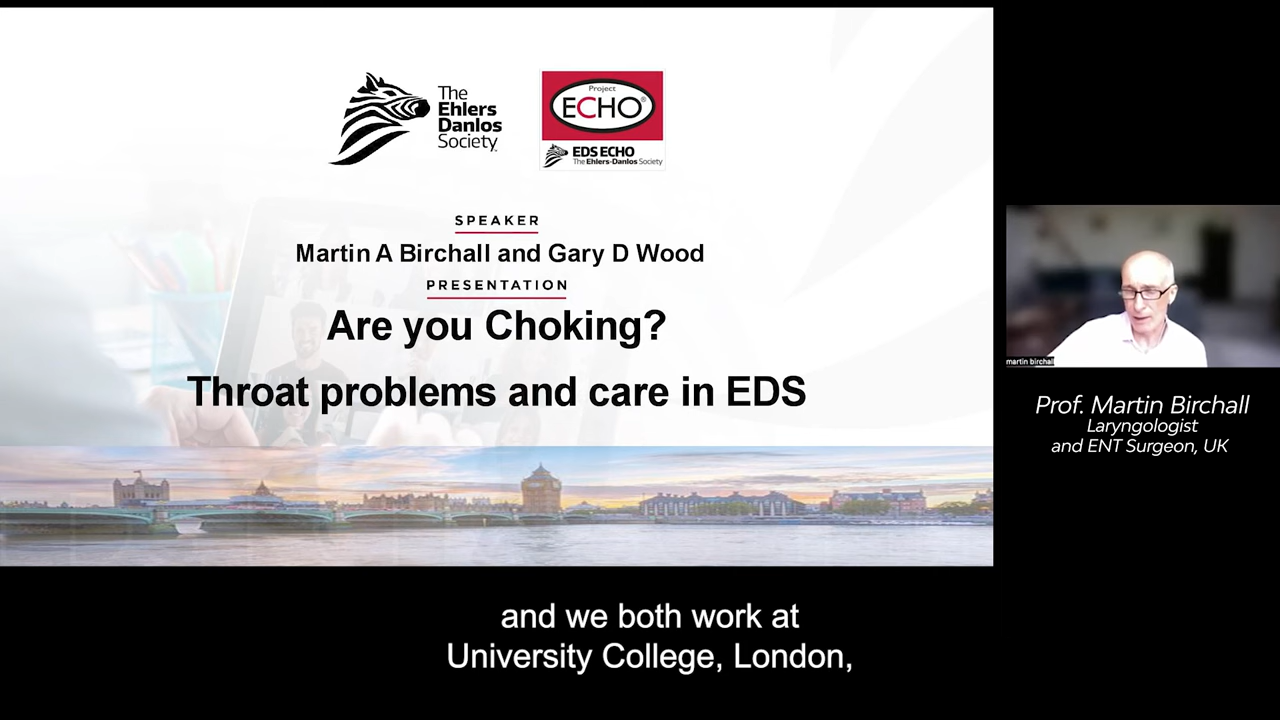 The
Ehlers
Danlos
Society
Project
ECHO®
EDS ECHO
The Ehlers-Danlos Society
SPEAKER
Martin A Birchall and Gary D Wood
PRESENTATION
Are you Choking?
Throat problems and care in EDS
martin birchall
Prof. Martin Birchall
Laryngologist
and ENT Surgeon, UK
and we both work at
University College, London,